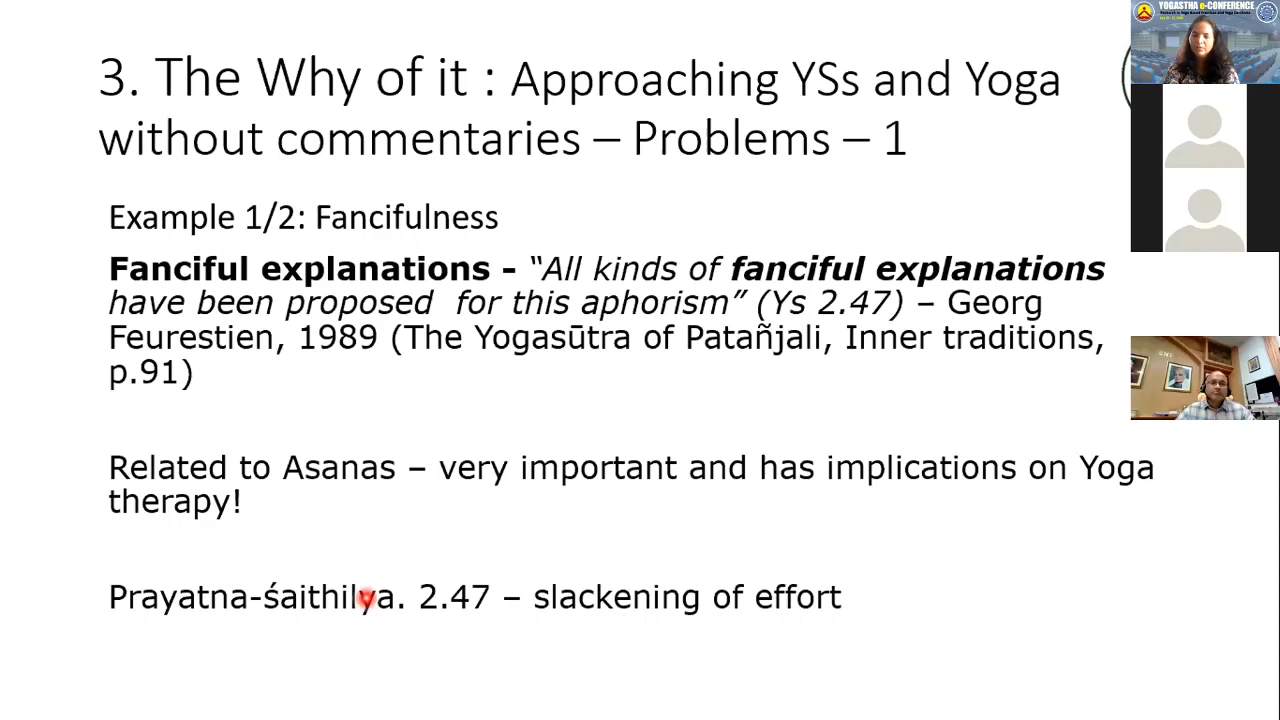 YOGASTHA e-CONFERENCE
3. The Why of it : Approaching YSs and Yoga
without commentaries – Problems – 1
Example 1/2: Fancifulness
Fanciful explanations - “All kinds of fanciful explanations
have been proposed for this aphorism” (Ys 2.47) – Georg
Feurestien, 1989 (The Yogasūtra of Patañjali, Inner traditions,
p.91)
Related to Asanas – very important and has implications on Yoga
therapy!
Prayatna-śaithilya. 2.47 – slackening of effort